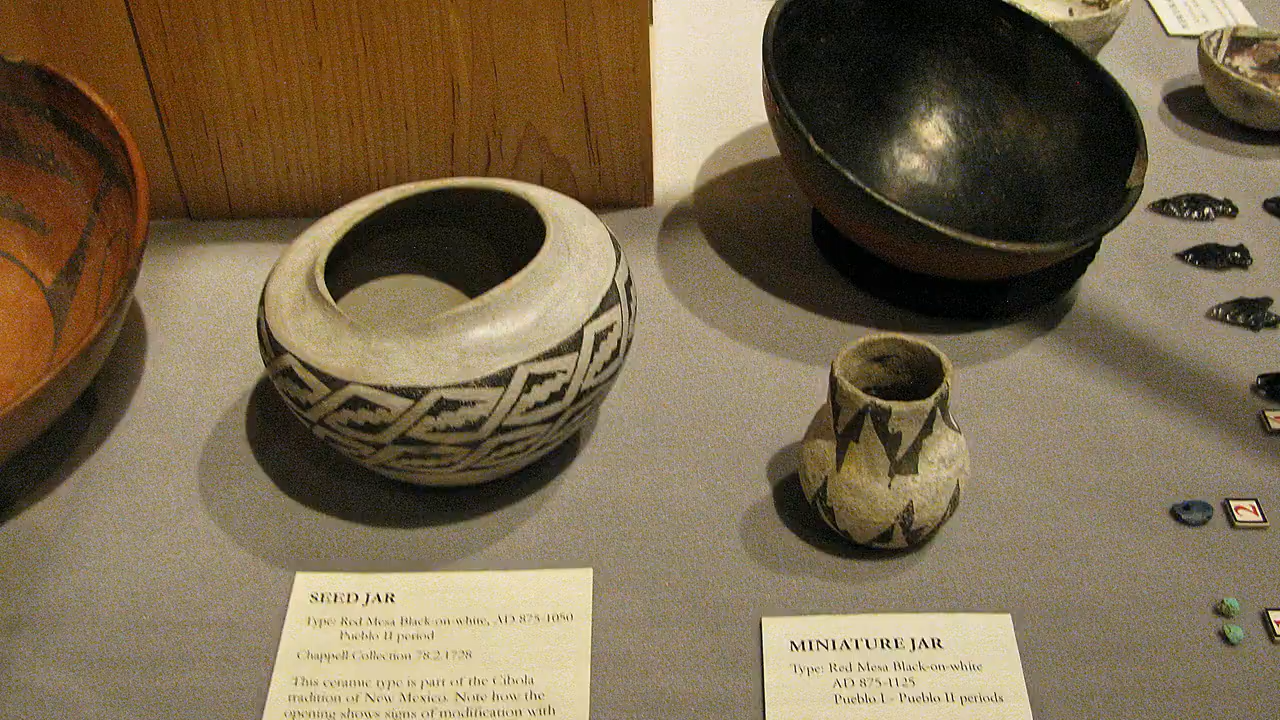 SEED JAR
Type: Red Mesa Black-on-white, AD 875-1050
Pueblo II period
Chappell Collection 78.2.1728
This ceramic type is part of the Cibola
tradition of New Mexico. Note how the
opening shows signs of modification with
MINIATURE JAR
Type: Red Mesa Black-on-white
AD 875-1125
Pueblo I - Pueblo II periods
2